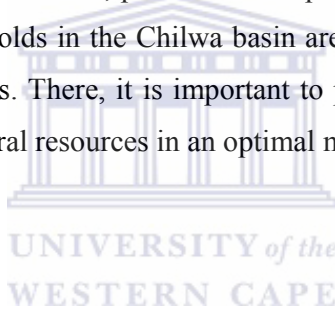 olds in the Chilwa basin are
s. There, it is important to
ral resources in an optimal
UNIVERSITY of the
WESTERN CAPE